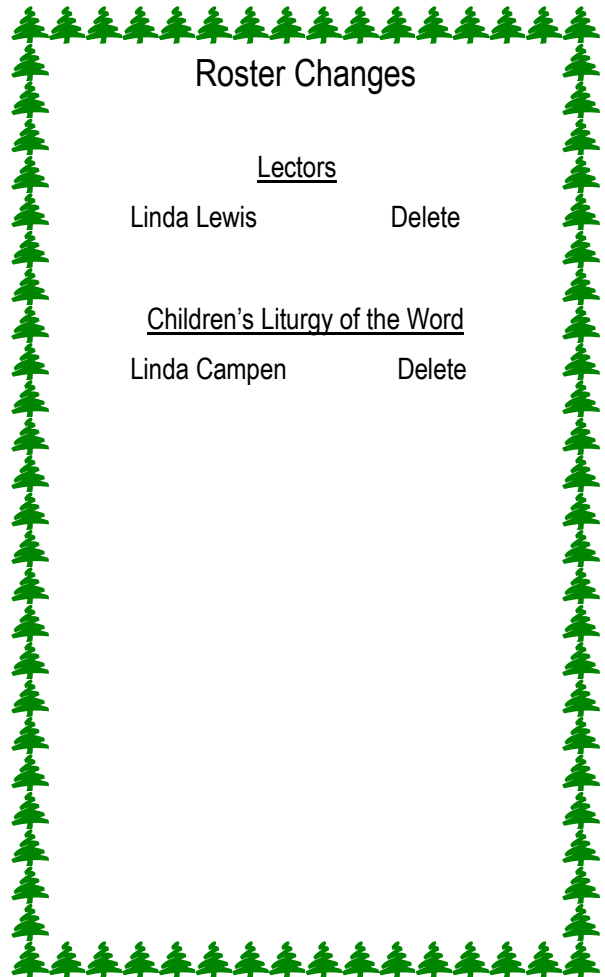 Roster Changes
Lectors
Linda Lewis Delete
Children’s Liturgy of the Word
Linda Campen Delete